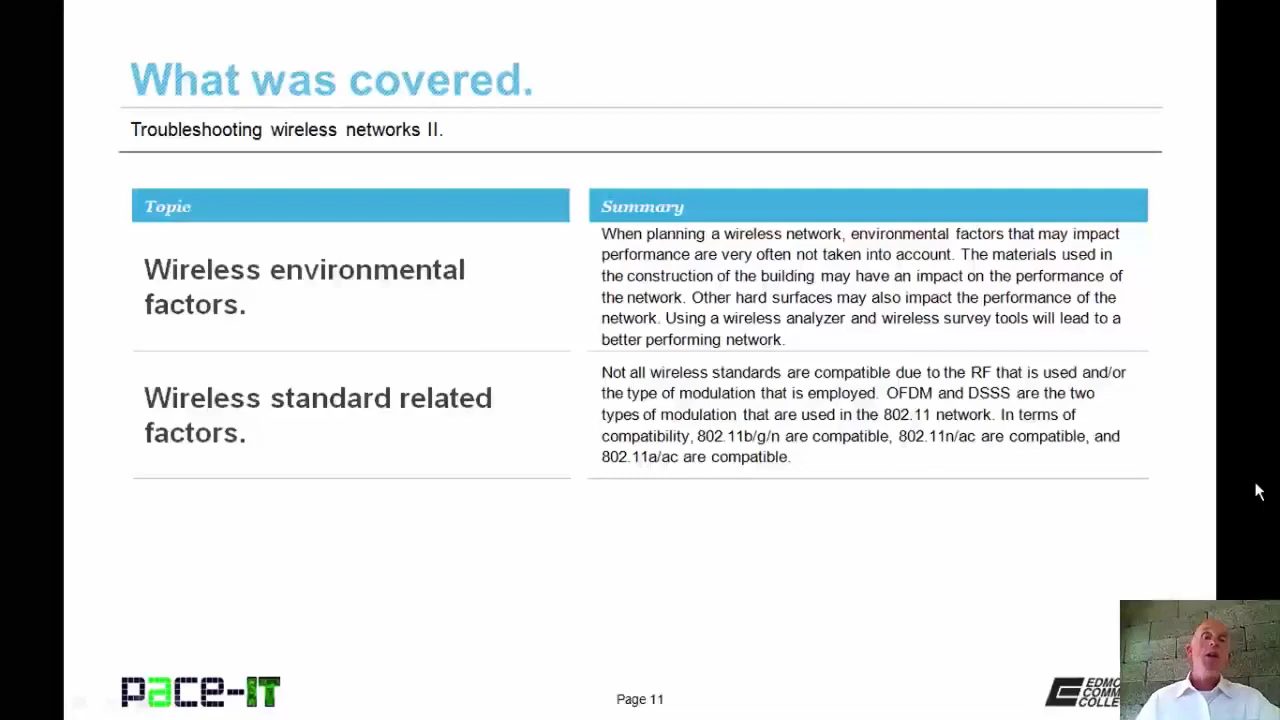 What was covered.
Troubleshooting wireless networks II.
Topic
Summary
Wireless environmental
factors.
When planning a wireless network, environmental factors that may impact
performance are very often not taken into account. The materials used in
the construction of the building may have an impact on the performance of
the network. Other hard surfaces may also impact the performance of the
network. Using a wireless analyzer and wireless survey tools will lead to a
better performing network.
Wireless standard related
factors.
Not all wireless standards are compatible due to the RF that is used and/or
the type of modulation that is employed. OFDM and DSSS are the two
types of modulation that are used in the 802.11 network. In terms of
compatibility, 802.11b/g/n are compatible, 802.11n/ac are compatible, and
802.11a/ac are compatible.
pace-IT
Page 11